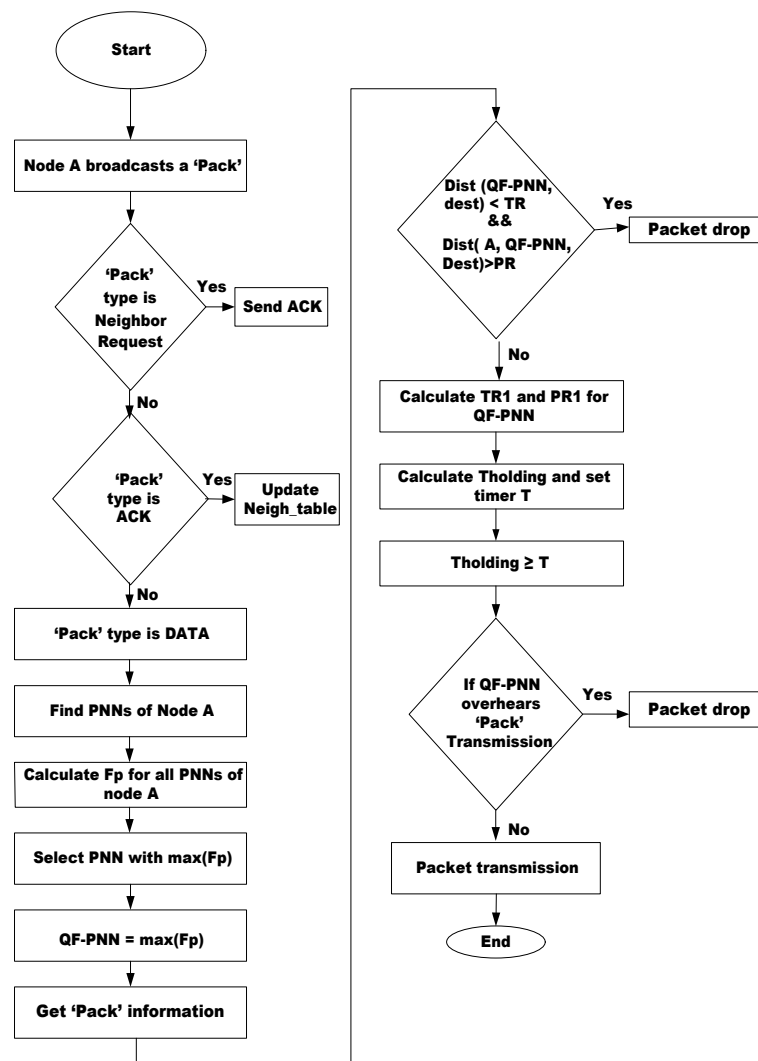 Start
Node A broadcasts a ‘Pack’
‘Pack’
type is
Neighbor
Request
Yes
Send ACK
No
‘Pack’
type is
ACK
Yes
Update
Neigh_table
No
‘Pack’ type is DATA
Find PNNs of Node A
Calculate Fp for all PNNs of
node A
Select PNN with max(Fp)
QF-PNN = max(Fp)
Get ‘Pack’ information
Dist (QF-PNN,
dest) < TR
&&
Dist( A, QF-PNN,
Dest)>PR
Yes
Packet drop
No
Calculate TR1 and PR1 for
QF-PNN
Calculate Tholding and set
timer T
Tholding ≥ T
If QF-PNN
overhears
‘Pack’
Transmission
Yes
Packet drop
No
Packet transmission
End